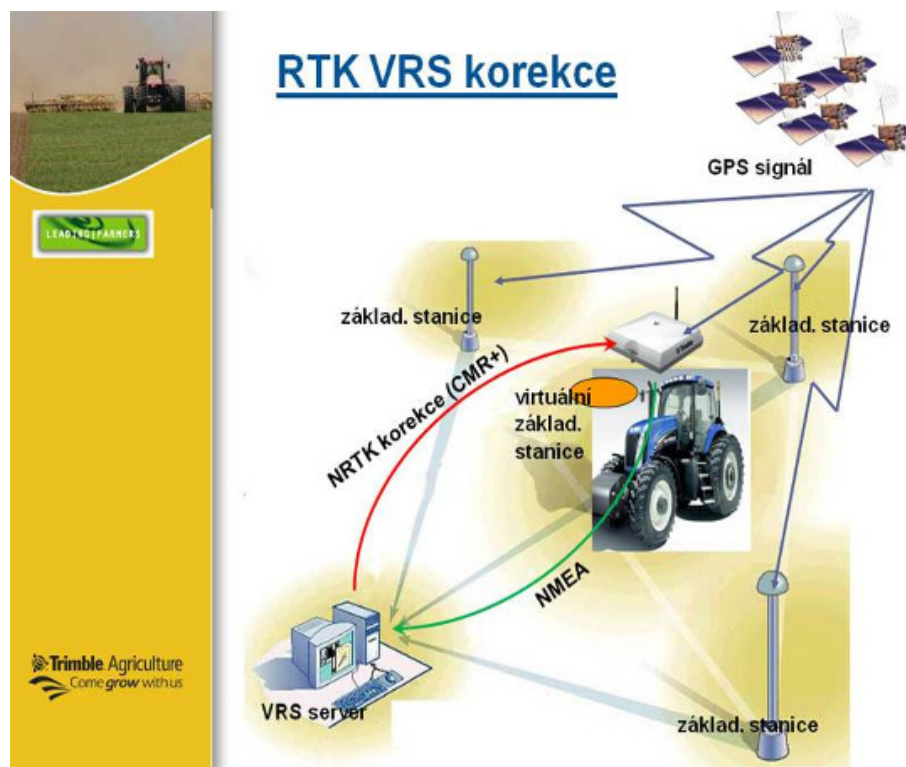 RTK VRS korekce
GPS signál
LEADING FARMERS
základ. stanice
základ. stanice
virtuální
základ.
stanice
NRTK korekce (CMR+)
NMEA
VRS server
základ. stanice
Trimble Agriculture
Come grow with us